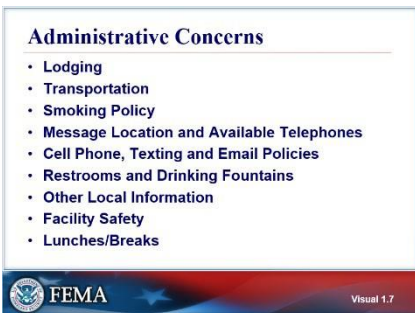 Administrative Concerns
• Lodging
• Transportation
• Smoking Policy
• Message Location and Available Telephones
• Cell Phone, Texting and Email Policies
• Restrooms and Drinking Fountains
• Other Local Information
• Facility Safety
• Lunches/Breaks
FEMA
Visual 1.7